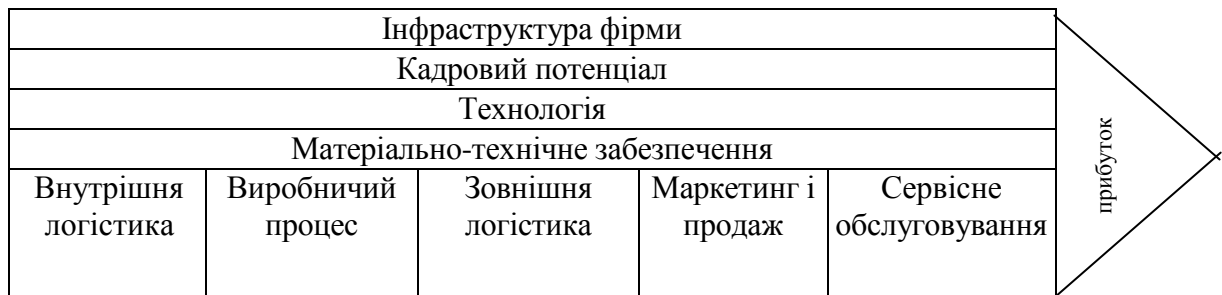 Інфраструктура фірми
Кадровий потенціал
Технологія
Матеріально-технічне забезпечення
Внутрішня
логістика
Виробничий
процес
Зовнішня
логістика
Маркетинг і
продаж
Сервісне
обслуговування
прибуток